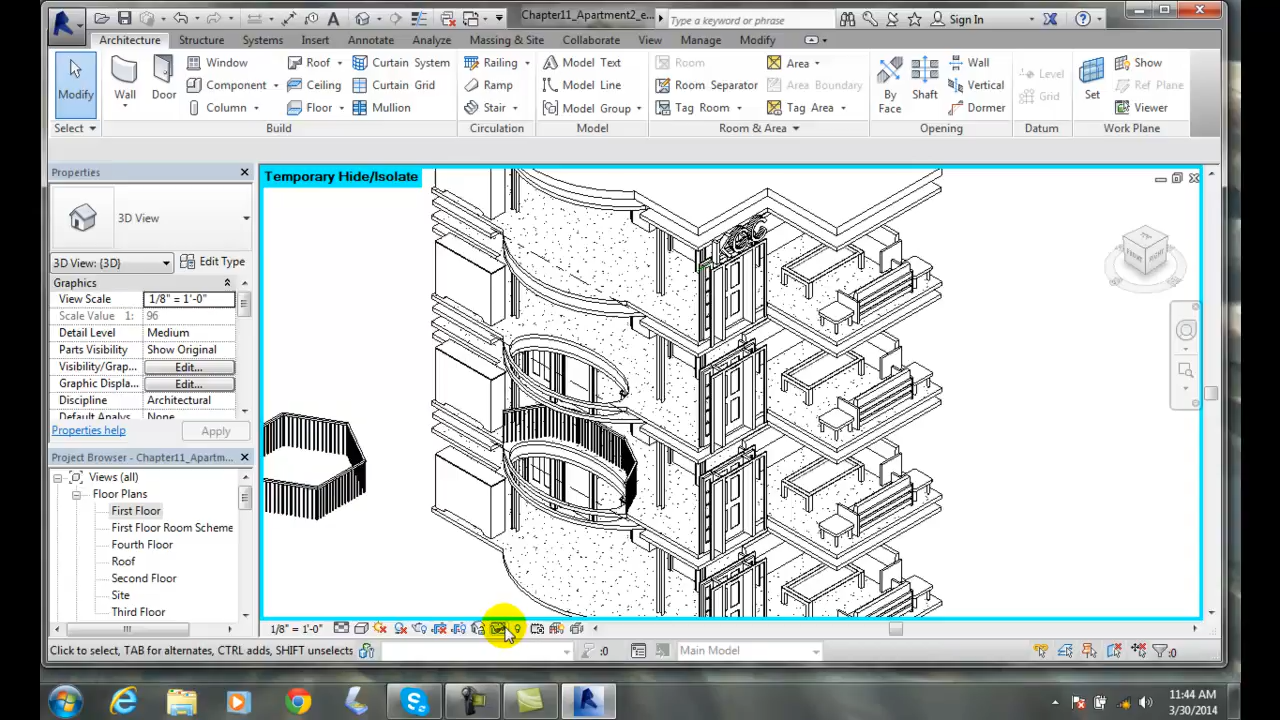 Chapter11_Apartment2_e...
Type a keyword or phrase
Sign In
Architecture Structure Systems Insert Annotate Analyze Massing & Site Collaborate View Manage Modify
Modify
Select
Wall
Door
Window
Component
Column
Roof
Ceiling
Floor
Curtain System
Curtain Grid
Mullion
Build
Railing
Ramp
Stair
Circulation
Model Text
Model Line
Model Group
Model
Room
Room Separator
Tag Room
Area
Area Boundary
Tag Area
Room & Area
By Face
Shaft
Wall
Vertical
Dormer
Opening
Level
Grid
Datum
Set
Show
Ref Plane
Viewer
Work Plane
Properties
3D View
3D View: {3D}
Edit Type
Graphics
View Scale 1/8" = 1'-0"
Scale Value 1: 96
Detail Level Medium
Parts Visibility Show Original
Visibility/Grap... Edit...
Graphic Displa... Edit...
Discipline Architectural
Default Analys... None
Properties help
Apply
Project Browser - Chapter11_Apartm...
Views (all)
Floor Plans
First Floor
First Floor Room Scheme
Fourth Floor
Roof
Second Floor
Site
Third Floor
Temporary Hide/Isolate
TOP
FRONT
RIGHT
1/8" = 1'-0"
Click to select, TAB for alternates, CTRL adds, SHIFT unselects
:0
Main Model
:0
11:44 AM
3/30/2014